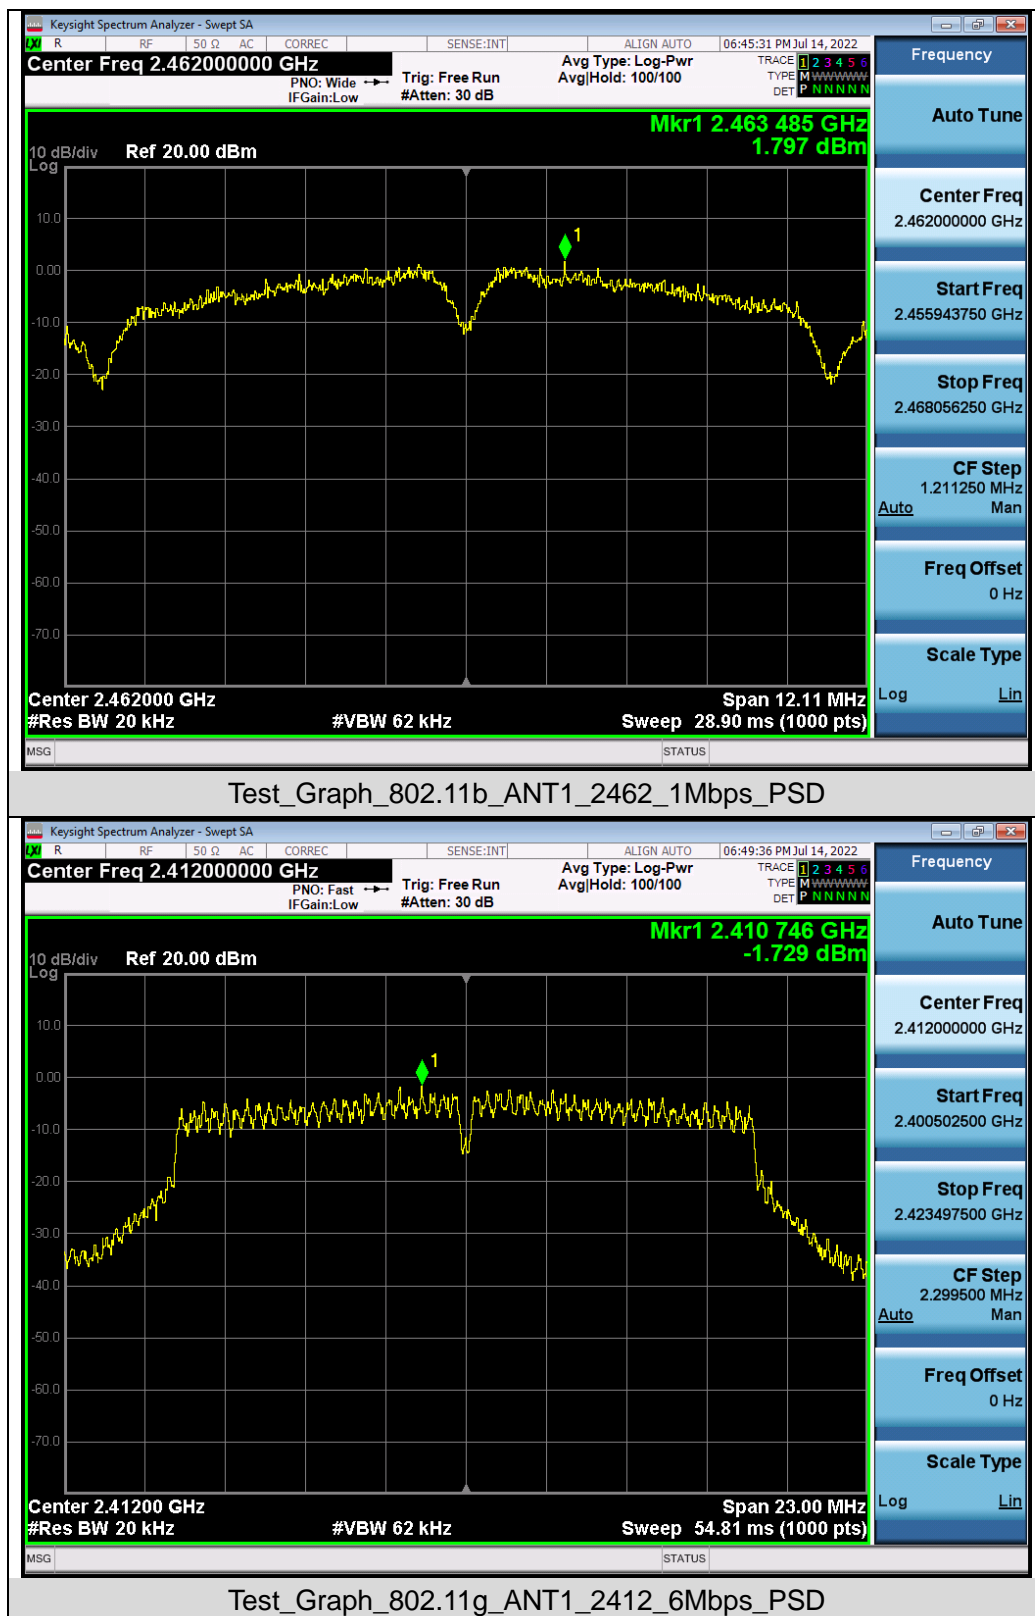 Keysight Spectrum Analyzer - Swept SA
LXI R RF 50 Ω AC CORREC SENSE:INT ALIGN AUTO 06:45:31 PM Jul 14, 2022
Center Freq 2.462000000 GHz
PNO: Wide
IFGain:Low
Trig: Free Run
#Atten: 30 dB
Avg Type: Log-Pwr
Avg|Hold: 100/100
TRACE 1 2 3 4 5 6
TYPE M WWWWW
DET P N N N N N
Mkr1 2.463 485 GHz
1.797 dBm
10 dB/div Ref 20.00 dBm
Log
10.0
0.00
-10.0
-20.0
-30.0
-40.0
-50.0
-60.0
-70.0
1
Center 2.462000 GHz
Span 12.11 MHz
#Res BW 20 kHz
#VBW 62 kHz
Sweep 28.90 ms (1000 pts)
MSG
STATUS
Frequency
Auto Tune
Center Freq
2.462000000 GHz
Start Freq
2.455943750 GHz
Stop Freq
2.468056250 GHz
CF Step
1.211250 MHz
Auto Man
Freq Offset
0 Hz
Scale Type
Log Lin
Test_Graph_802.11b_ANT1_2462_1Mbps_PSD
Keysight Spectrum Analyzer - Swept SA
LXI R RF 50 Ω AC CORREC SENSE:INT ALIGN AUTO 06:49:36 PM Jul 14, 2022
Center Freq 2.412000000 GHz
PNO: Fast
IFGain:Low
Trig: Free Run
#Atten: 30 dB
Avg Type: Log-Pwr
Avg|Hold: 100/100
TRACE 1 2 3 4 5 6
TYPE M WWWWW
DET P N N N N N
Mkr1 2.410 746 GHz
-1.729 dBm
10 dB/div Ref 20.00 dBm
Log
10.0
0.00
-10.0
-20.0
-30.0
-40.0
-50.0
-60.0
-70.0
1
Center 2.41200 GHz
Span 23.00 MHz
#Res BW 20 kHz
#VBW 62 kHz
Sweep 54.81 ms (1000 pts)
MSG
STATUS
Frequency
Auto Tune
Center Freq
2.412000000 GHz
Start Freq
2.400502500 GHz
Stop Freq
2.423497500 GHz
CF Step
2.299500 MHz
Auto Man
Freq Offset
0 Hz
Scale Type
Log Lin
Test_Graph_802.11g_ANT1_2412_6Mbps_PSD